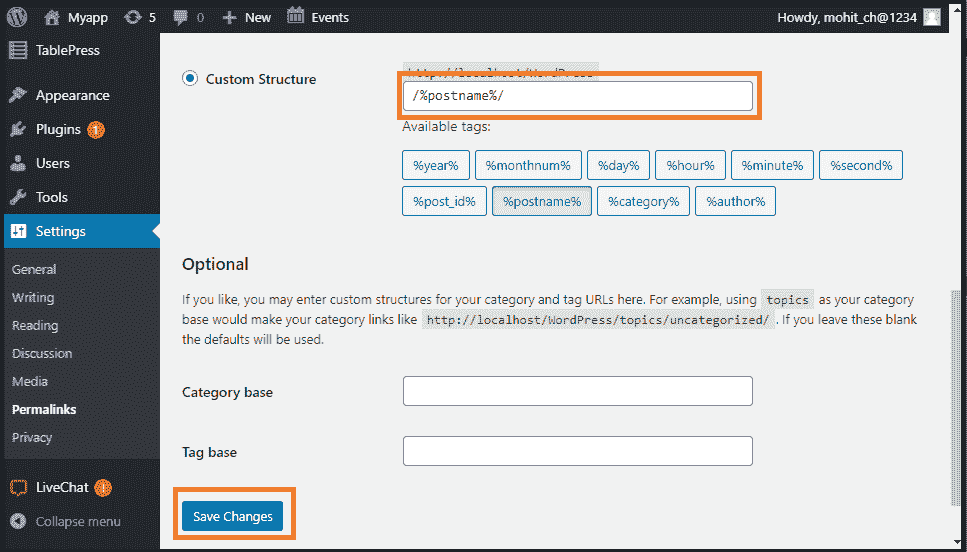 Myapp 5 0 New Events Howdy, mohit_ch@1234
TablePress
Appearance
Plugins 1
Users
Tools
Settings
General
Writing
Reading
Discussion
Media
Permalinks
Privacy
LiveChat
Collapse menu
Custom Structure
http://localhost/WordPress
/%postname%/
Available tags:
%year% %monthnum% %day% %hour% %minute% %second%
%post_id% %postname% %category% %author%
Optional
If you like, you may enter custom structures for your category and tag URLs here. For example, using topics as your category
base would make your category links like http://localhost/WordPress/topics/uncategorized/ . If you leave these blank
the defaults will be used.
Category base
Tag base
Save Changes